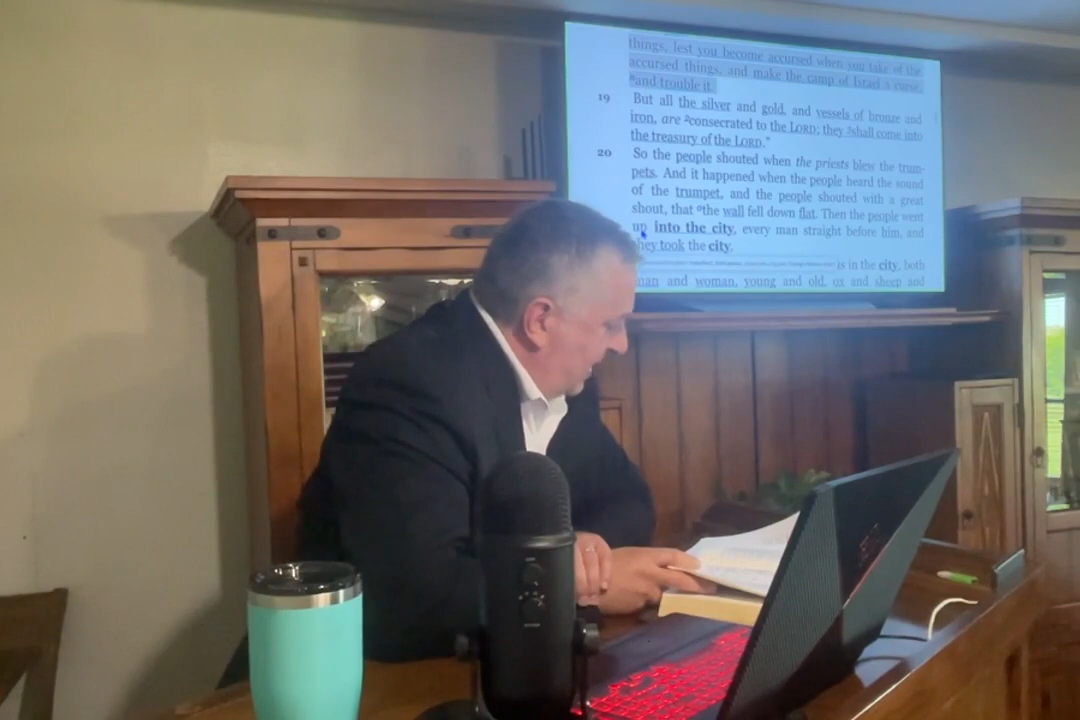 things, lest you become accursed when you take of the
accursed things, and make the camp of Israel a curse,
ⁿand trouble it.
19 But all the silver and gold, and vessels of bronze and
iron, are ²consecrated to the LORD; they ³shall come into
the treasury of the LORD.”
20 So the people shouted when the priests blew the trum-
pets. And it happened when the people heard the sound
of the trumpet, and the people shouted with a great
shout, that ᵒthe wall fell down flat. Then the people went
up into the city, every man straight before him, and
they took the city.
is in the city, both
man and woman, young and old, ox and sheep and